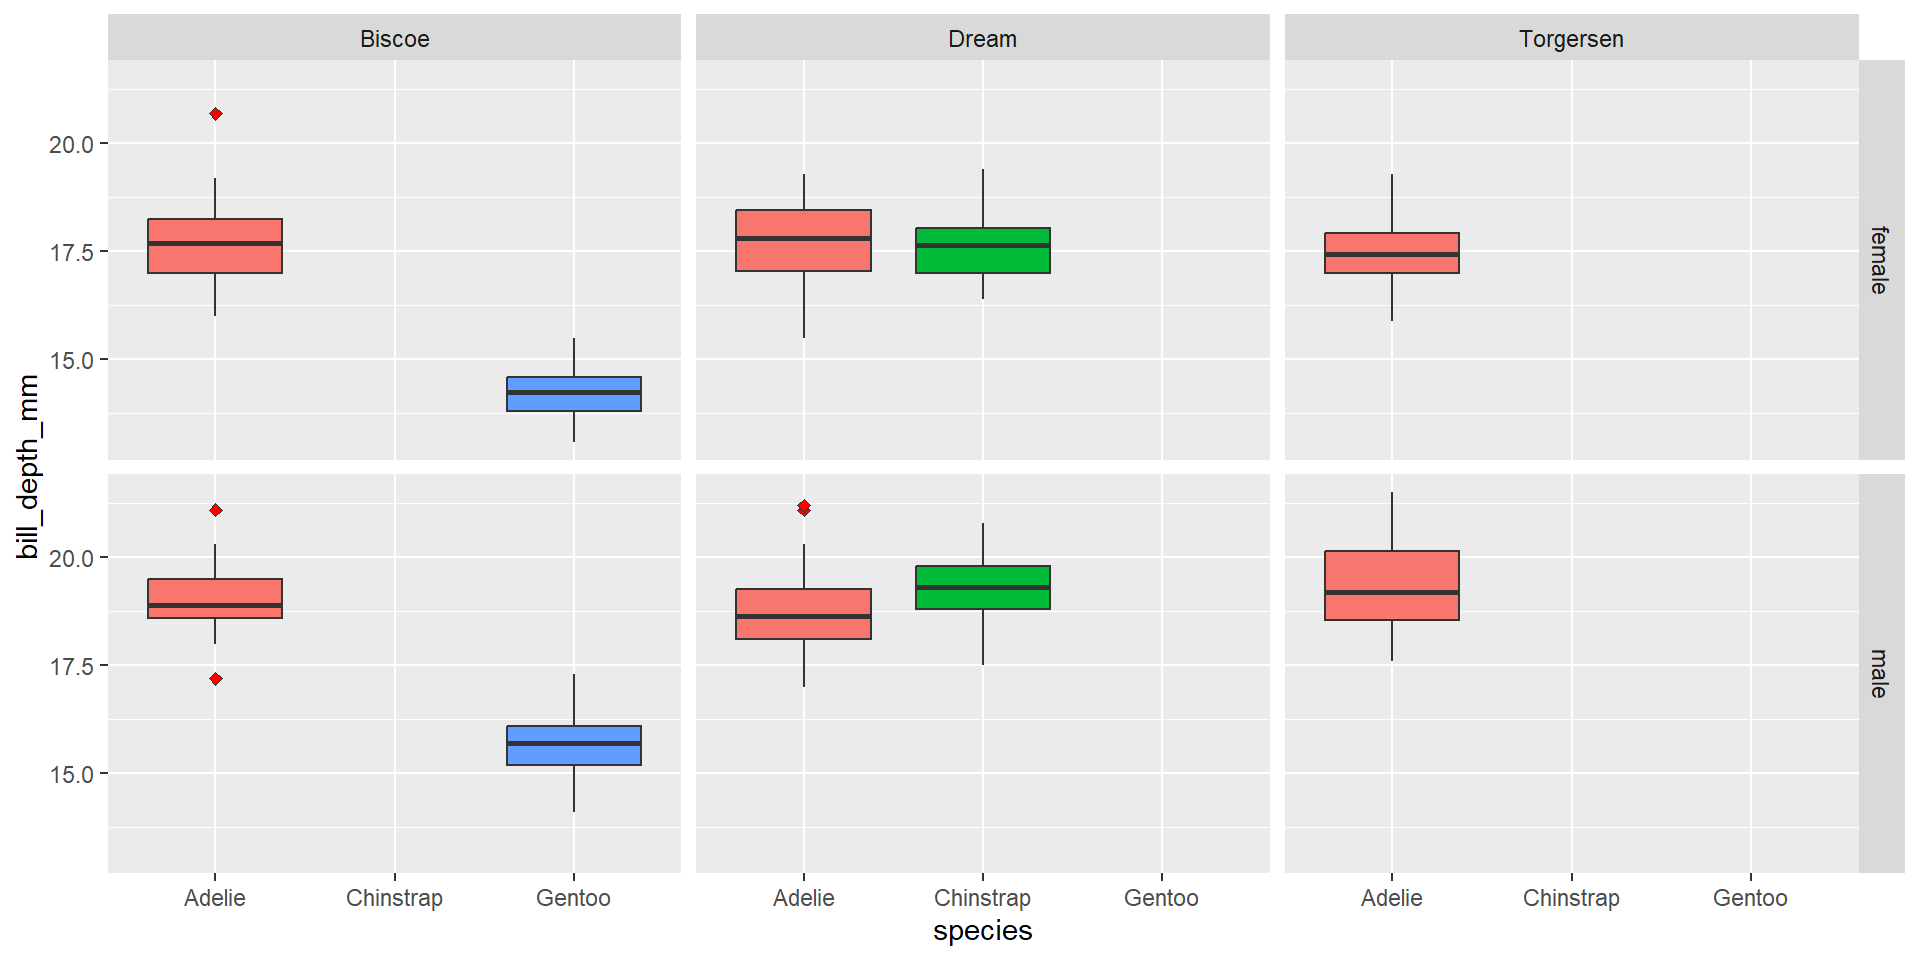 Biscoe
Dream
Torgersen
20.0
17.5
15.0
female
bill_depth_mm
20.0
17.5
15.0
male
Adelie Chinstrap Gentoo Adelie Chinstrap Gentoo Adelie Chinstrap Gentoo
species